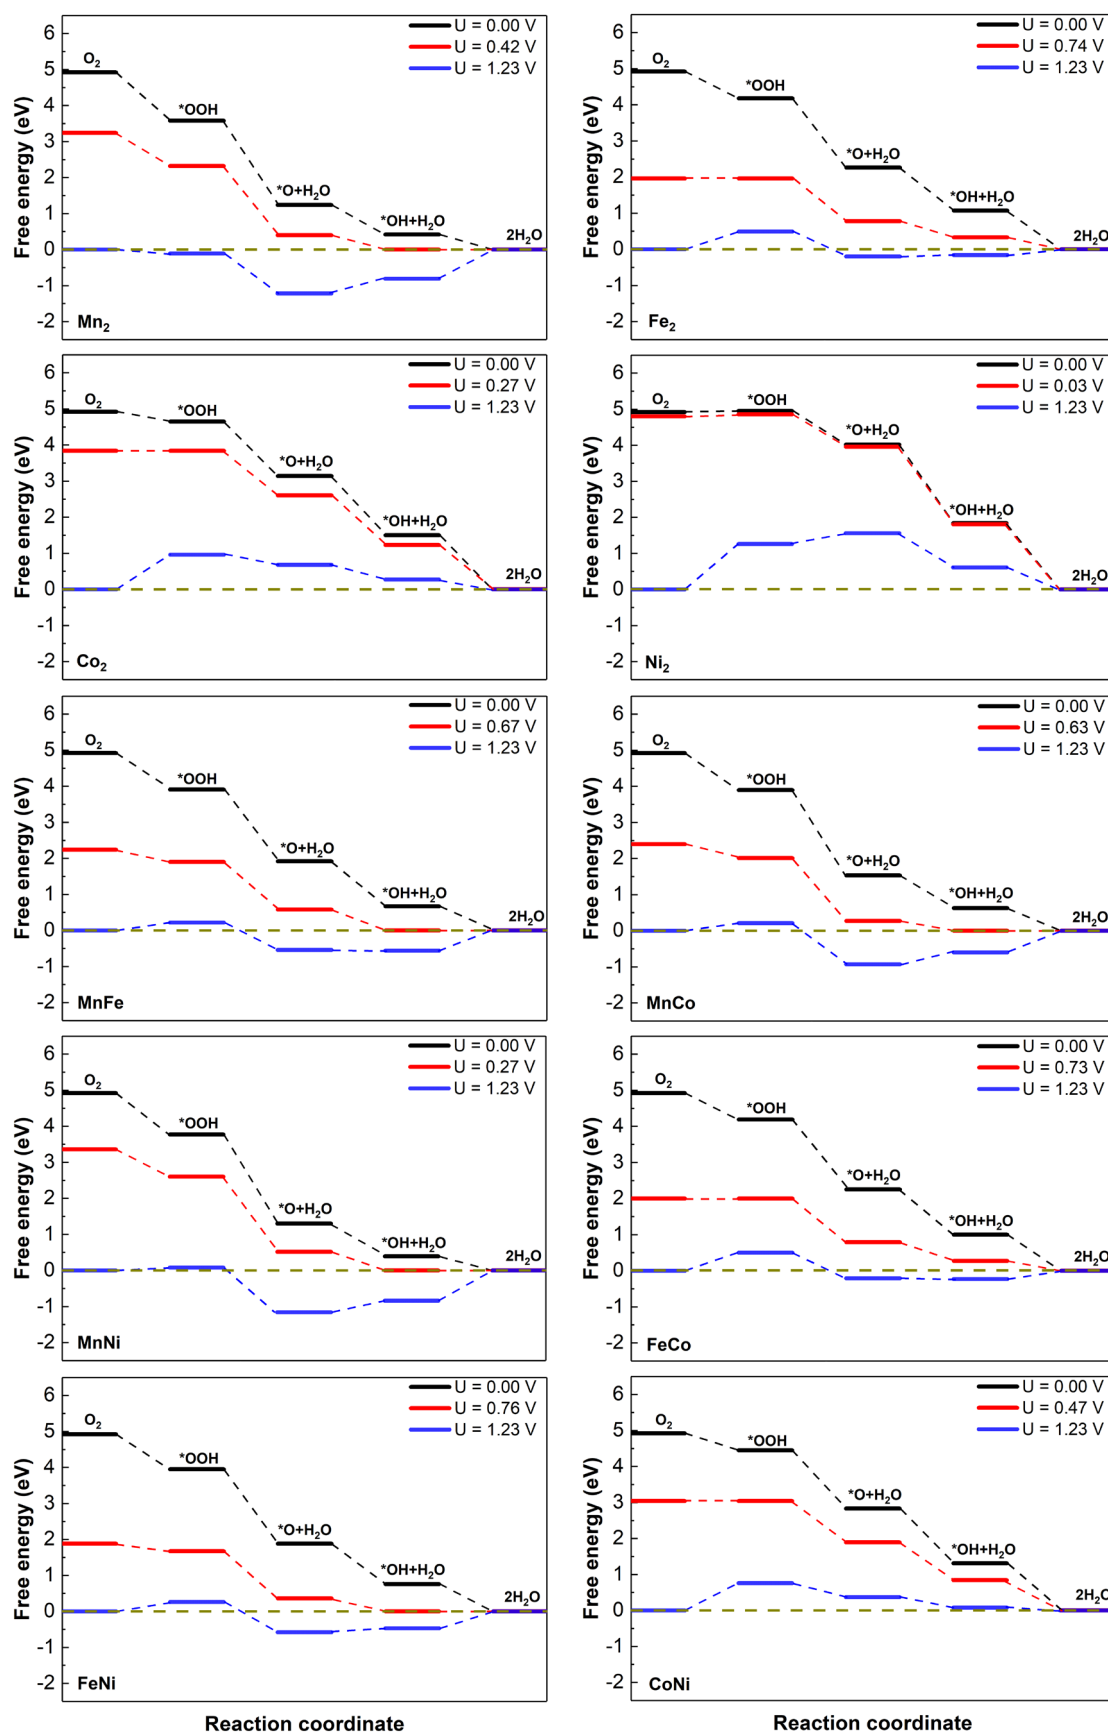 Free energy (eV)
6
5
4
3
2
1
0
-1
-2
O₂
*OOH
*O+H₂O
*OH+H₂O
2H₂O
U = 0.00 V
U = 0.42 V
U = 1.23 V
Mn₂
Free energy (eV)
6
5
4
3
2
1
0
-1
-2
O₂
*OOH
*O+H₂O
*OH+H₂O
2H₂O
U = 0.00 V
U = 0.74 V
U = 1.23 V
Fe₂
Free energy (eV)
6
5
4
3
2
1
0
-1
-2
O₂
*OOH
*O+H₂O
*OH+H₂O
2H₂O
U = 0.00 V
U = 0.27 V
U = 1.23 V
Co₂
Free energy (eV)
6
5
4
3
2
1
0
-1
-2
O₂
*OOH
*O+H₂O
*OH+H₂O
2H₂O
U = 0.00 V
U = 0.03 V
U = 1.23 V
Ni₂
Free energy (eV)
6
5
4
3
2
1
0
-1
-2
O₂
*OOH
*O+H₂O
*OH+H₂O
2H₂O
U = 0.00 V
U = 0.67 V
U = 1.23 V
MnFe
Free energy (eV)
6
5
4
3
2
1
0
-1
-2
O₂
*OOH
*O+H₂O
*OH+H₂O
2H₂O
U = 0.00 V
U = 0.63 V
U = 1.23 V
MnCo
Free energy (eV)
6
5
4
3
2
1
0
-1
-2
O₂
*OOH
*O+H₂O
*OH+H₂O
2H₂O
U = 0.00 V
U = 0.27 V
U = 1.23 V
MnNi
Free energy (eV)
6
5
4
3
2
1
0
-1
-2
O₂
*OOH
*O+H₂O
*OH+H₂O
2H₂O
U = 0.00 V
U = 0.73 V
U = 1.23 V
FeCo
Free energy (eV)
6
5
4
3
2
1
0
-1
-2
O₂
*OOH
*O+H₂O
*OH+H₂O
2H₂O
U = 0.00 V
U = 0.76 V
U = 1.23 V
FeNi
Reaction coordinate
Free energy (eV)
6
5
4
3
2
1
0
-1
-2
O₂
*OOH
*O+H₂O
*OH+H₂O
2H₂O
U = 0.00 V
U = 0.47 V
U = 1.23 V
CoNi
Reaction coordinate